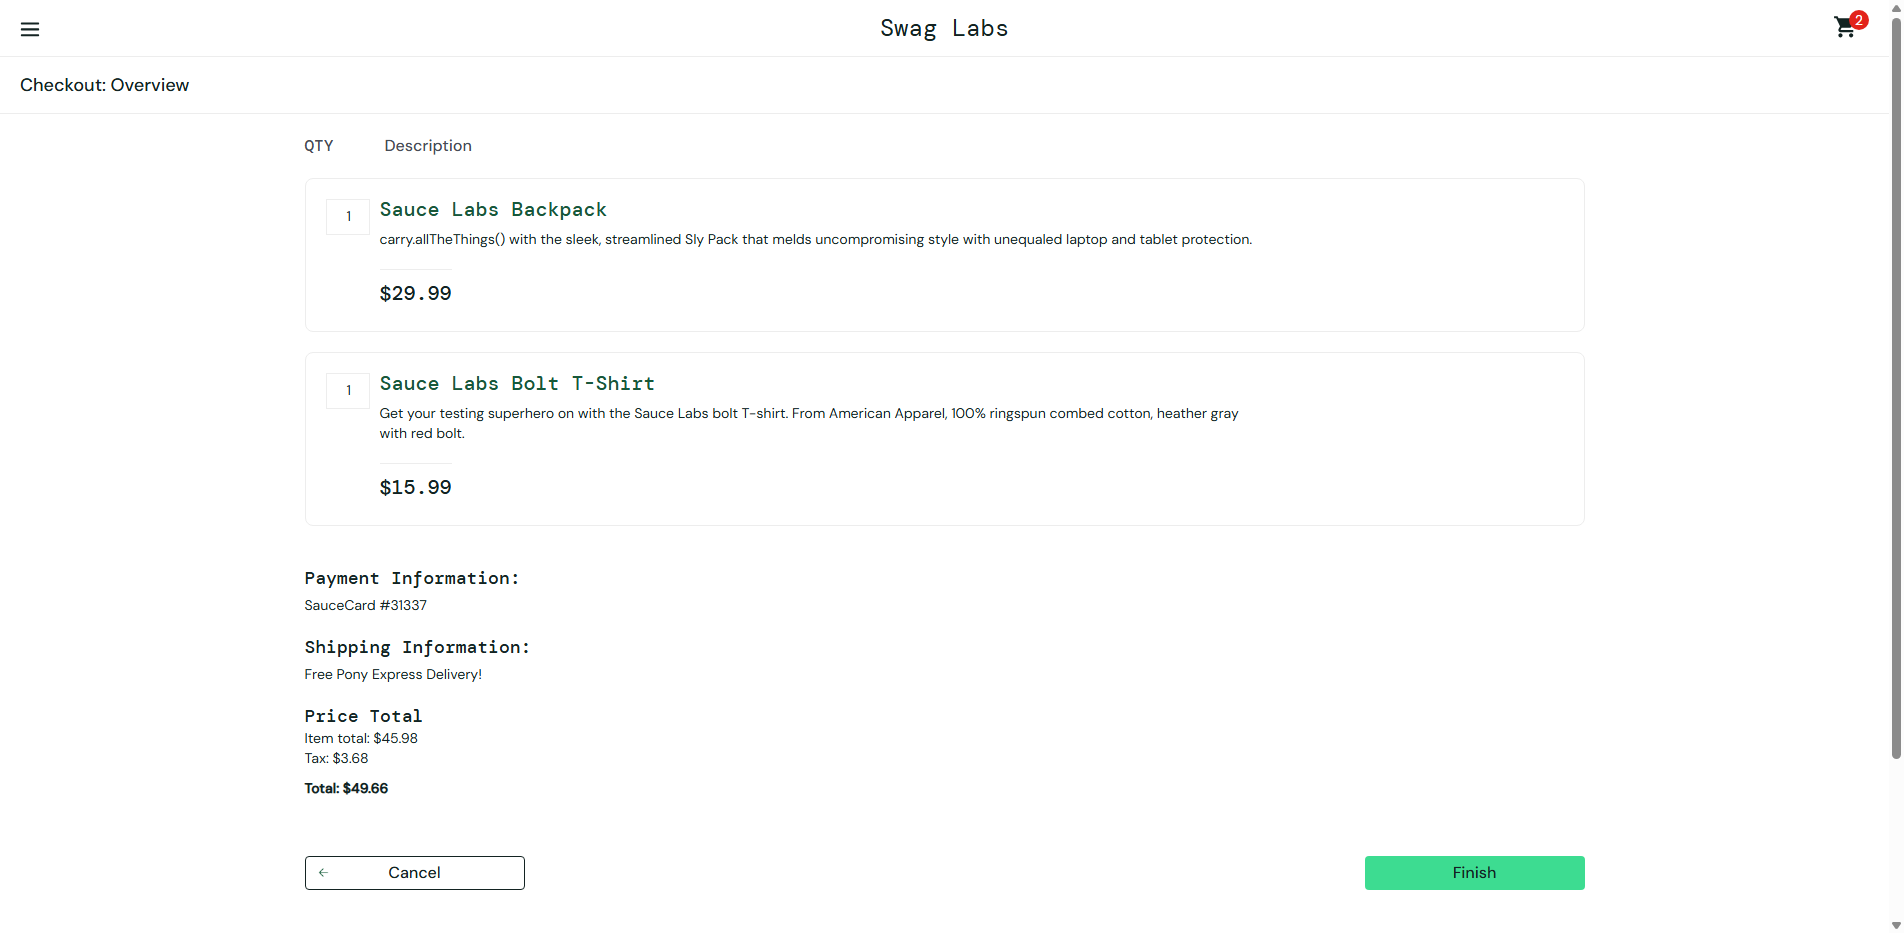 Swag Labs
2
Checkout: Overview
QTY Description
1
Sauce Labs Backpack
carry.allTheThings() with the sleek, streamlined Sly Pack that melds uncompromising style with unequaled laptop and tablet protection.
$29.99
1
Sauce Labs Bolt T-Shirt
Get your testing superhero on with the Sauce Labs bolt T-shirt. From American Apparel, 100% ringspun combed cotton, heather gray
with red bolt.
$15.99
Payment Information:
SauceCard #31337
Shipping Information:
Free Pony Express Delivery!
Price Total
Item total: $45.98
Tax: $3.68
Total: $49.66
Cancel
Finish